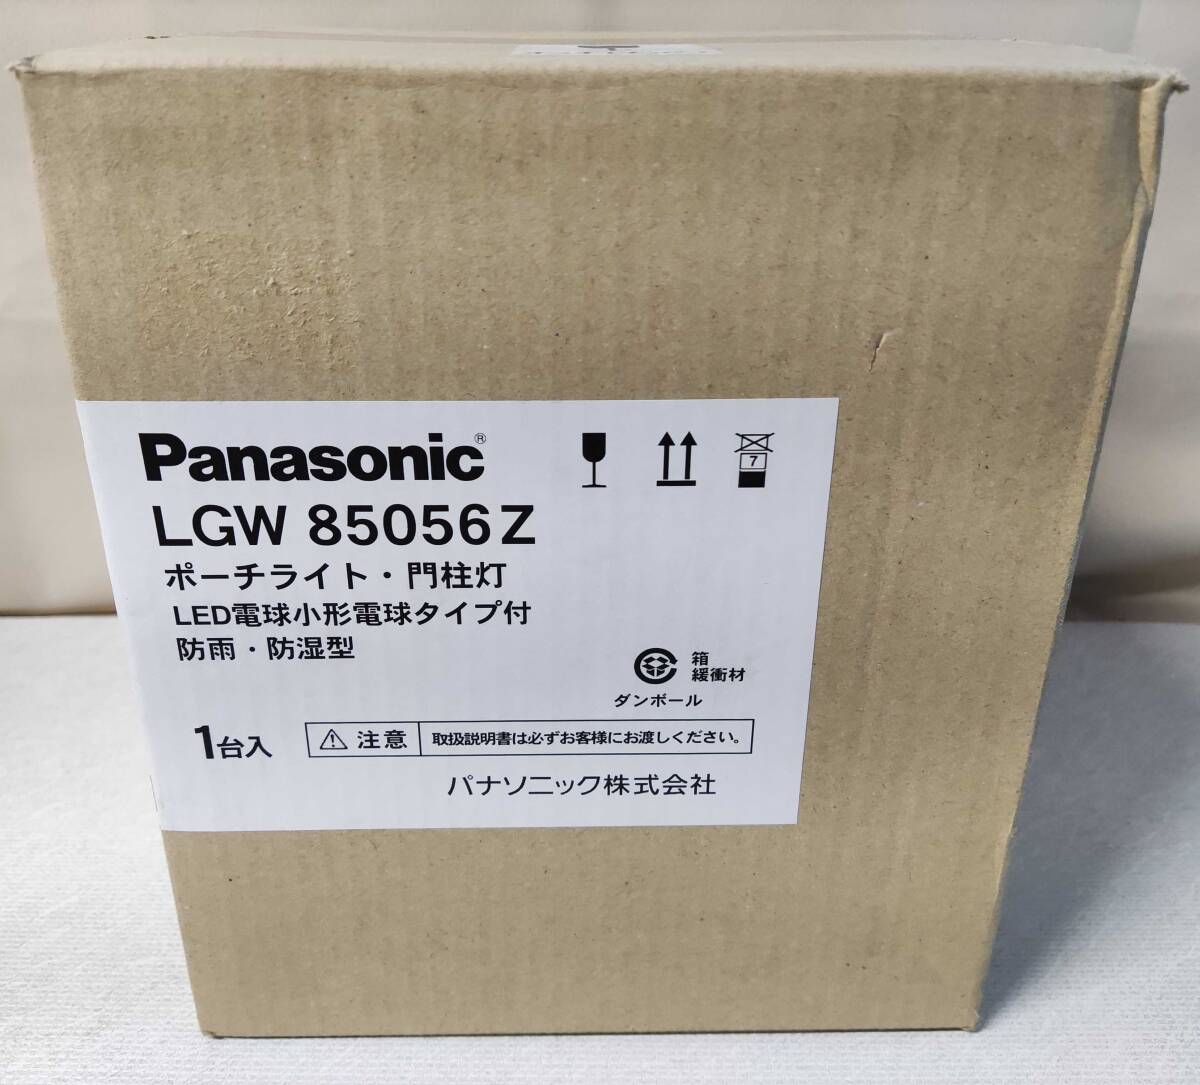 Panasonic®
7
LGW 85056Z
ポーチライト・門柱灯
LED電球小形電球タイプ付
防雨・防湿型
箱
緩衝材
ダンボール
1台入
注意 取扱説明書は必ずお客様にお渡しください。
パナソニック株式会社